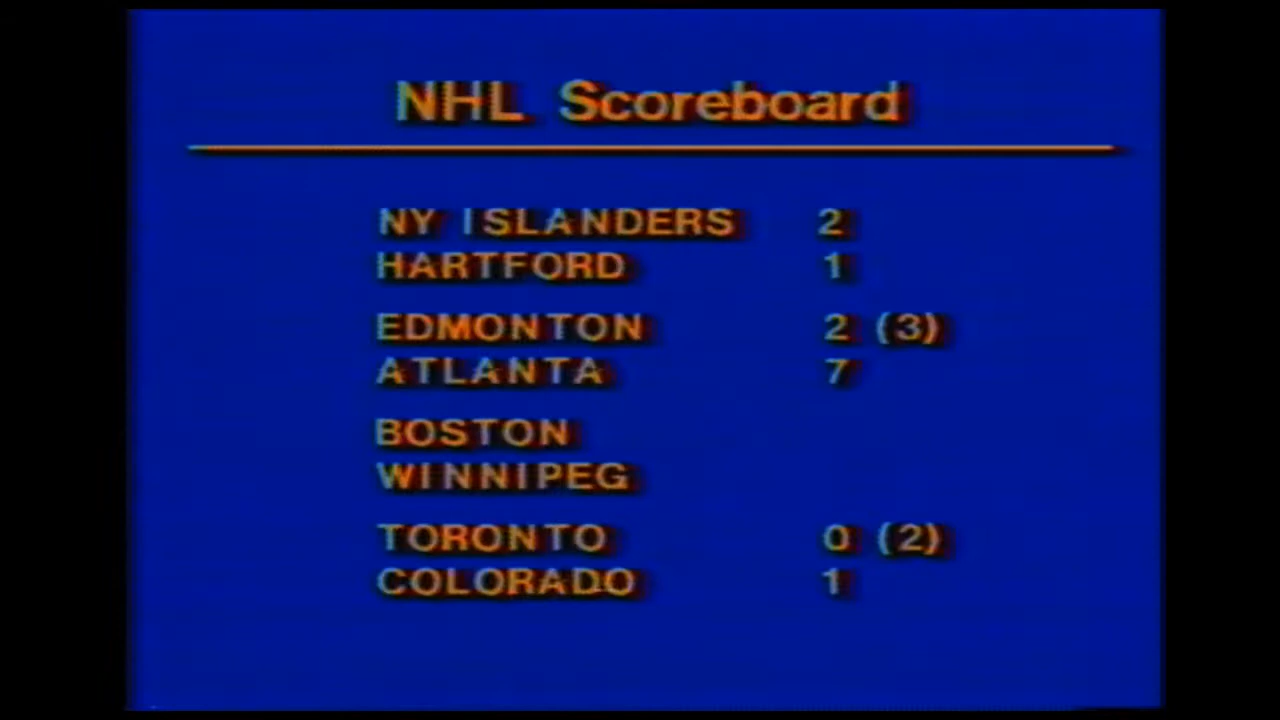 NHL Scoreboard
NY ISLANDERS 2
HARTFORD 1
EDMONTON 2 (3)
ATLANTA 7
BOSTON
WINNIPEG
TORONTO 0 (2)
COLORADO 1